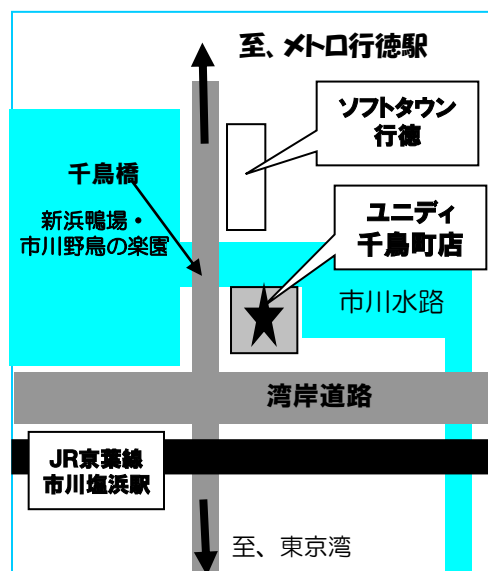 至、メトロ行徳駅
ソフトタウン
行徳
千鳥橋
新浜鴨場・
市川野鳥の楽園
ユニディ
千鳥町店
市川水路
湾岸道路
JR京葉線
市川塩浜駅
至、東京湾